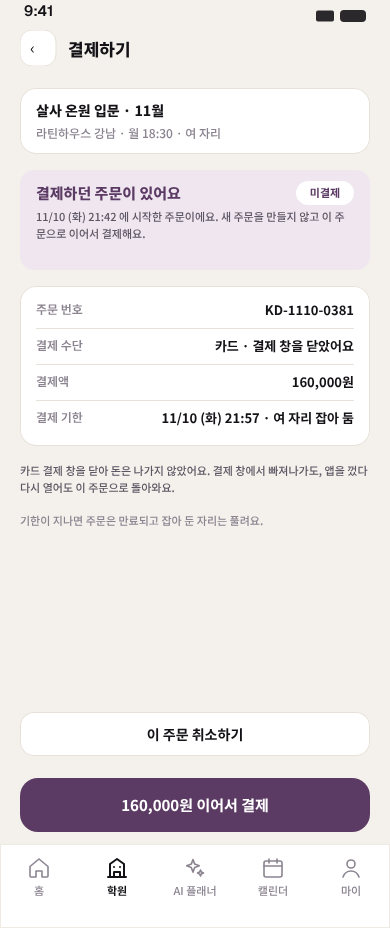 9:41
‹ 결제하기
살사 온원 입문 · 11월
라틴하우스 강남 · 월 18:30 · 여 자리
결제하던 주문이 있어요 미결제
11/10 (화) 21:42 에 시작한 주문이에요. 새 주문을 만들지 않고 이 주
문으로 이어서 결제해요.
주문 번호 KD-1110-0381
결제 수단 카드 · 결제 창을 닫았어요
결제액 160,000원
결제 기한 11/10 (화) 21:57 · 여 자리 잡아 둠
카드 결제 창을 닫아 돈은 나가지 않았어요. 결제 창에서 빠져나가도, 앱을 껐다
다시 열어도 이 주문으로 돌아와요.
기한이 지나면 주문은 만료되고 잡아 둔 자리는 풀려요.
이 주문 취소하기
160,000원 이어서 결제
홈 학원 AI 플래너 캘린더 마이